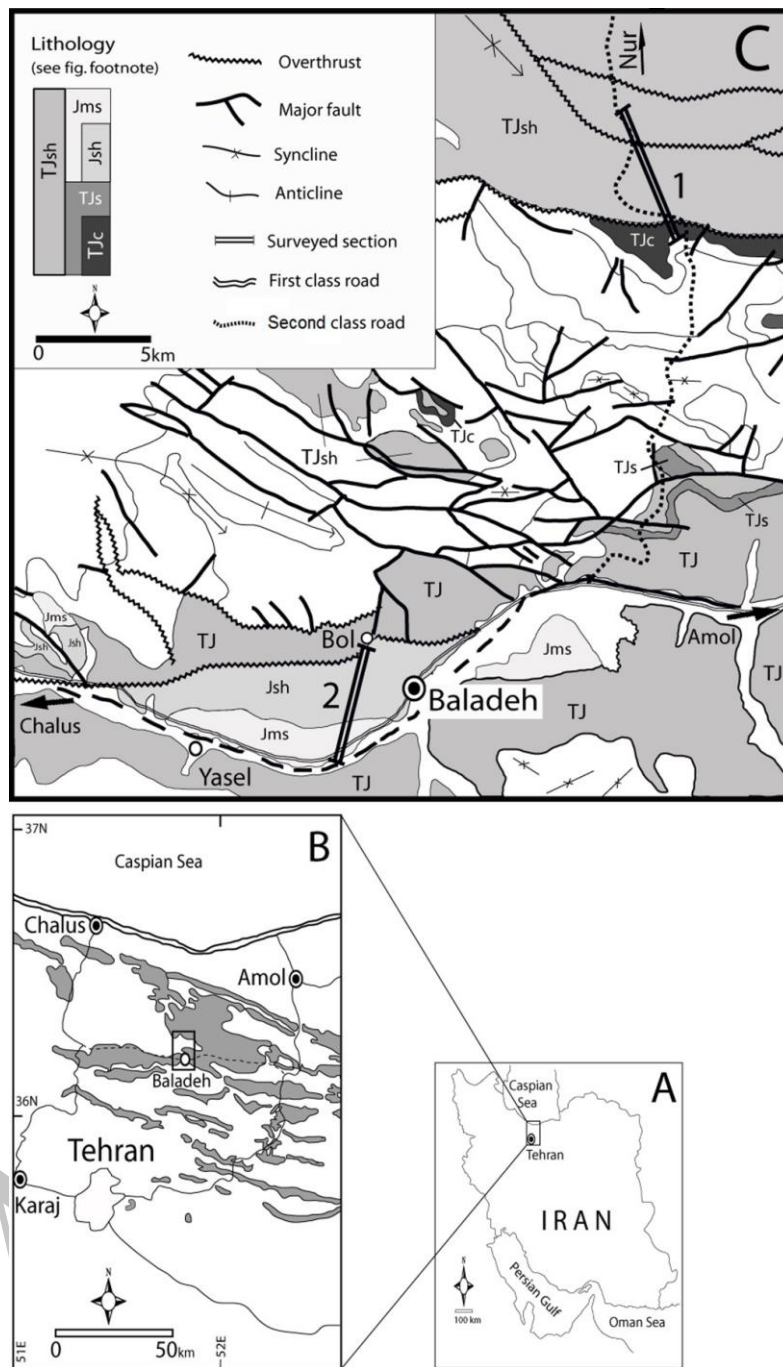 Lithology
(see fig. footnote)
TJsh
Jms
Jsh
TJs
TJc
N
0 5km
Overthrust
Major fault
Syncline
Anticline
Surveyed section
First class road
Second class road
C
Nur
TJsh
1
TJc
TJsh
TJc
TJs
TJs
TJ
TJ
Jms
Jsh
Jsh
TJ
Bol
Jms
Amol
TJ
Jsh
2
Baladeh
TJ
Chalus
Jms
Yasel
TJ
37N
B
Caspian Sea
Chalus
Amol
Baladeh
36N
Tehran
Karaj
N
0 50km
51E
52E
A
Caspian
Sea
Tehran
IRAN
Persian Gulf
N
100 km
Oman Sea